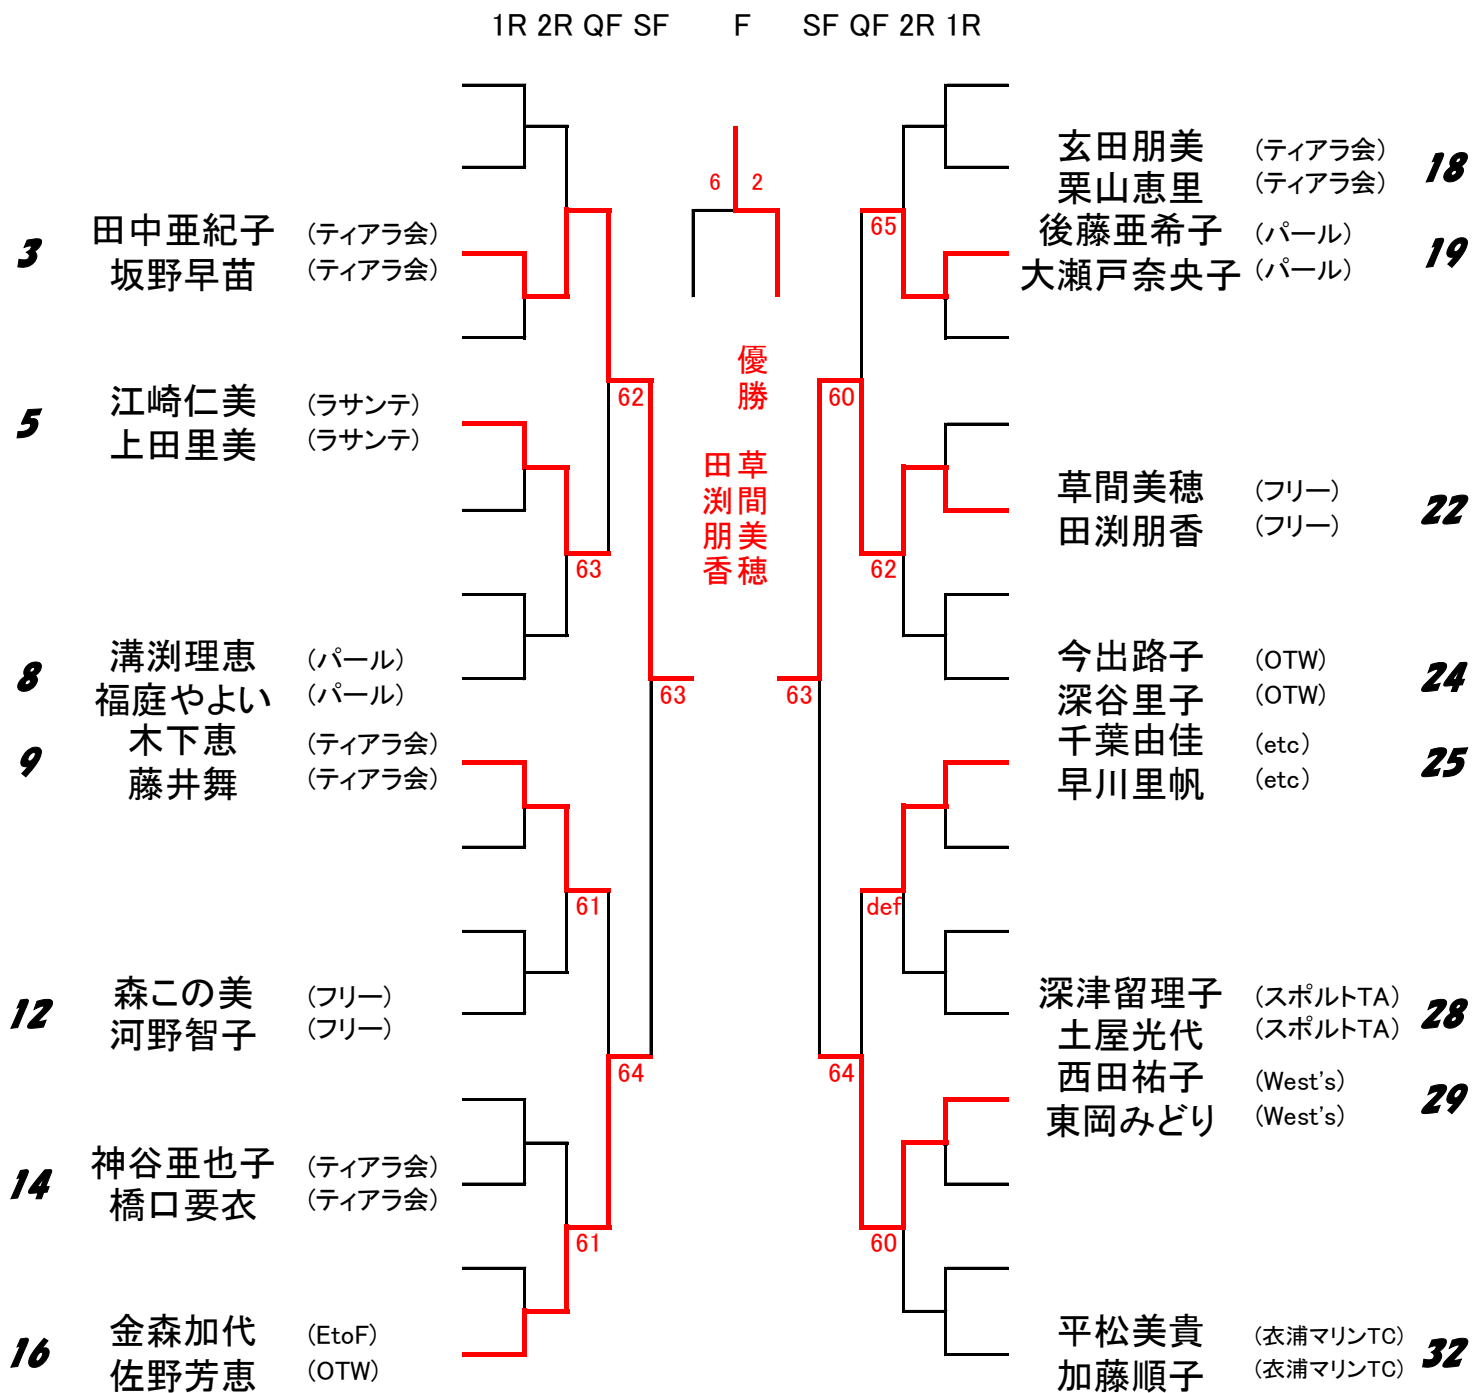 1R 2R QF SF F SF QF 2R 1R
3 田中亜紀子 (ティアラ会)
坂野早苗 (ティアラ会)
5 江崎仁美 (ラサンテ)
上田里美 (ラサンテ)
8 溝渕理恵 (パール)
福庭やよい (パール)
9 木下恵 (ティアラ会)
藤井舞 (ティアラ会)
12 森この美 (フリー)
河野智子 (フリー)
14 神谷亜也子 (ティアラ会)
橋口要衣 (ティアラ会)
16 金森加代 (EtoF)
佐野芳恵 (OTW)
62
63
61
64
61
63
6 2
優勝 草間美穂
田渕朋香
63
65
60
62
def
64
60
玄田朋美 (ティアラ会) 18
栗山恵里 (ティアラ会)
後藤亜希子 (パール) 19
大瀬戸奈央子 (パール)
草間美穂 (フリー) 22
田渕朋香 (フリー)
今出路子 (OTW) 24
深谷里子 (OTW)
千葉由佳 (etc) 25
早川里帆 (etc)
深津留理子 (スポルトTA) 28
土屋光代 (スポルトTA)
西田祐子 (West's) 29
東岡みどり (West's)
平松美貴 (衣浦マリンTC) 32
加藤順子 (衣浦マリンTC)